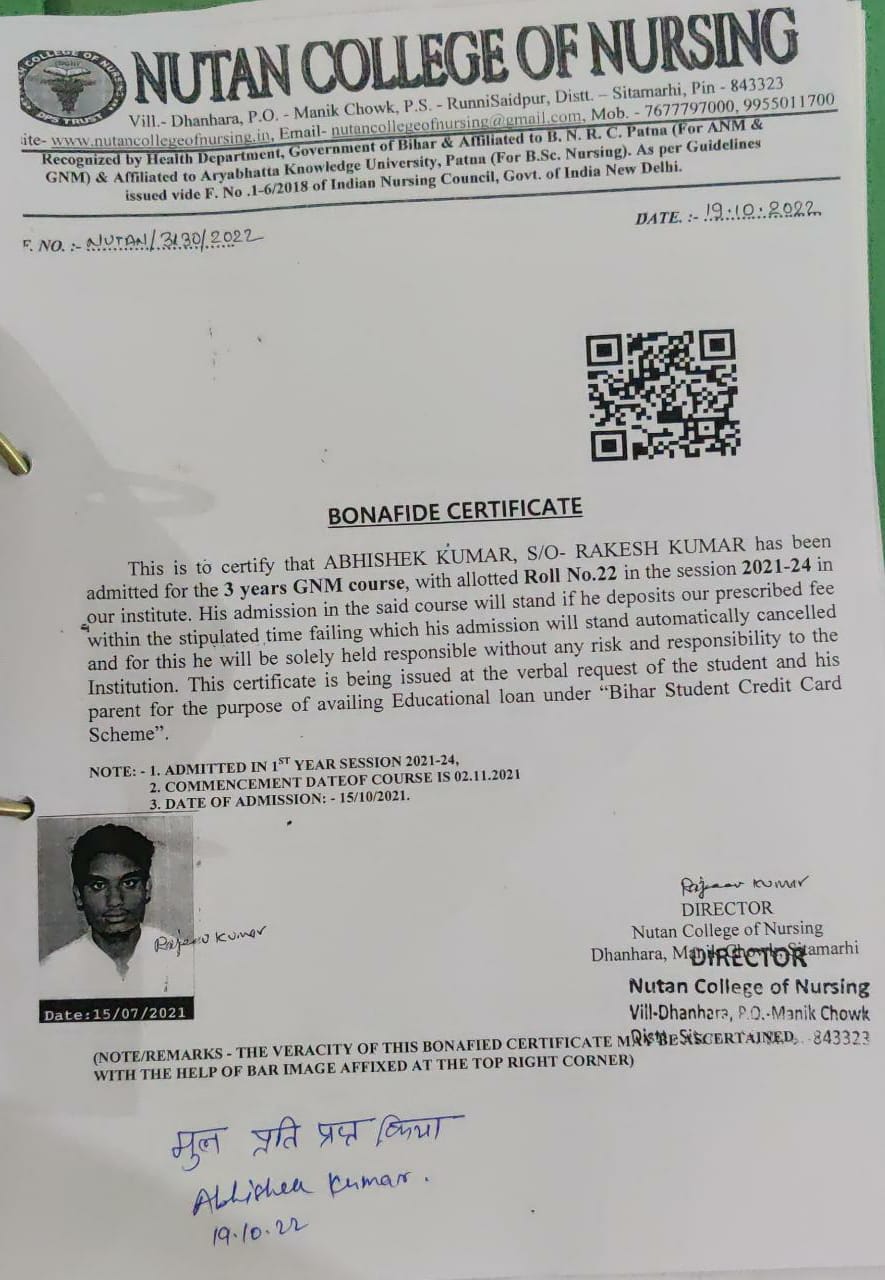 COLLEGE OF NURSING
DPS TRUST
NUTAN COLLEGE OF NURSING
Vill.- Dhanhara, P.O. - Manik Chowk, P.S. - RunniSaidpur, Distt. – Sitamarhi, Pin - 843323
ite- www.nutancollegeofnursing.in, Email- nutancollegeofnursing@gmail.com, Mob. - 7677797000, 9955011700
Recognized by Health Department, Government of Bihar & Affiliated to B. N. R. C. Patna (For ANM &
GNM) & Affiliated to Aryabhatta Knowledge University, Patna (For B.Sc. Nursing). As per Guidelines
issued vide F. No .1-6/2018 of Indian Nursing Council, Govt. of India New Delhi.
F. NO. :- NUTAN/3130/2022
DATE. :- 19.10.2022
BONAFIDE CERTIFICATE
This is to certify that ABHISHEK KUMAR, S/O- RAKESH KUMAR has been
admitted for the 3 years GNM course, with allotted Roll No.22 in the session 2021-24 in
our institute. His admission in the said course will stand if he deposits our prescribed fee
within the stipulated time failing which his admission will stand automatically cancelled
and for this he will be solely held responsible without any risk and responsibility to the
Institution. This certificate is being issued at the verbal request of the student and his
parent for the purpose of availing Educational loan under “Bihar Student Credit Card
Scheme”.
NOTE: - 1. ADMITTED IN 1ST YEAR SESSION 2021-24,
2. COMMENCEMENT DATEOF COURSE IS 02.11.2021
3. DATE OF ADMISSION: - 15/10/2021.
Rajeev Kumar
Date:15/07/2021
Rajeev Kumar
DIRECTOR
Nutan College of Nursing
Dhanhara, Manik Chowk, Sitamarhi
DIRECTOR
Nutan College of Nursing
Vill-Dhanhara, P.O.-Manik Chowk
843323
(NOTE/REMARKS - THE VERACITY OF THIS BONAFIED CERTIFICATE MAY BE ASCERTAINED
WITH THE HELP OF BAR IMAGE AFFIXED AT THE TOP RIGHT CORNER)
मुल प्रति प्राप्त किया
Abhishek Kumar.
19.10.22